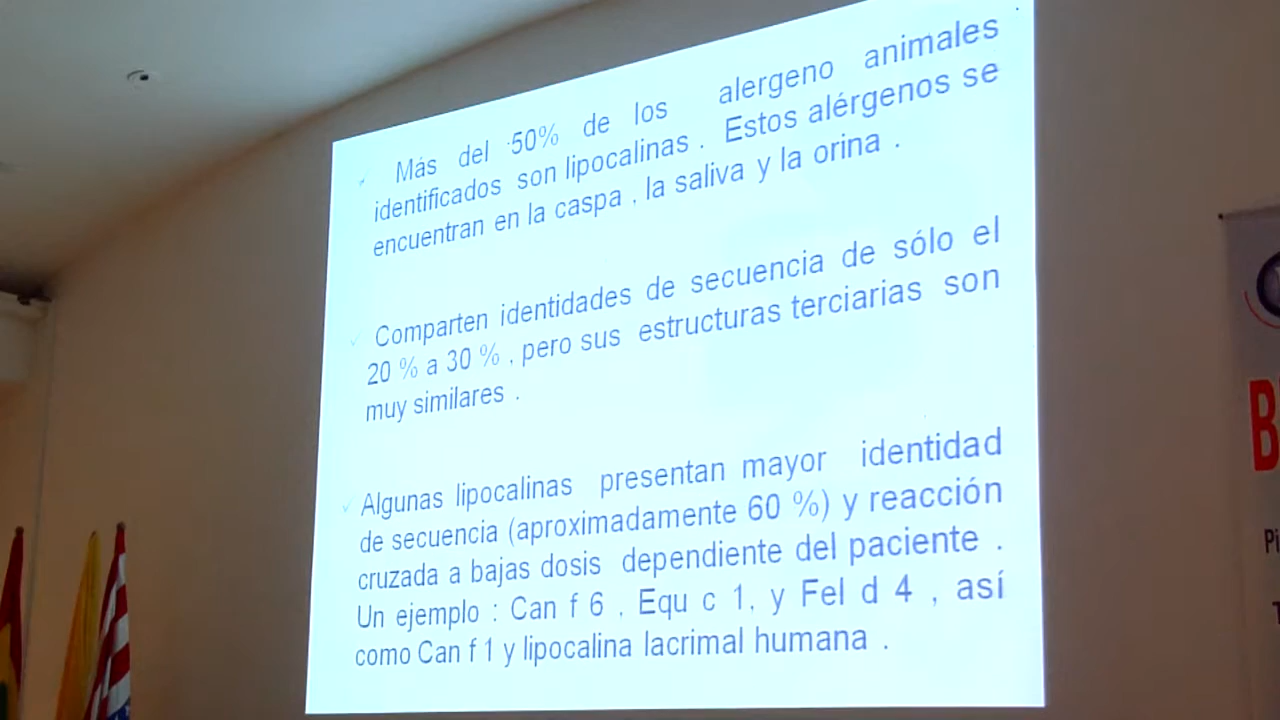 ✓ Más del 50% de los alergeno animales
identificados son lipocalinas . Estos alérgenos se
encuentran en la caspa , la saliva y la orina .
✓ Comparten identidades de secuencia de sólo el
20 % a 30 % , pero sus estructuras terciarias son
muy similares .
✓ Algunas lipocalinas presentan mayor identidad
de secuencia (aproximadamente 60 %) y reacción
cruzada a bajas dosis dependiente del paciente .
Un ejemplo : Can f 6 , Equ c 1, y Fel d 4 , así
como Can f 1 y lipocalina lacrimal humana .
B